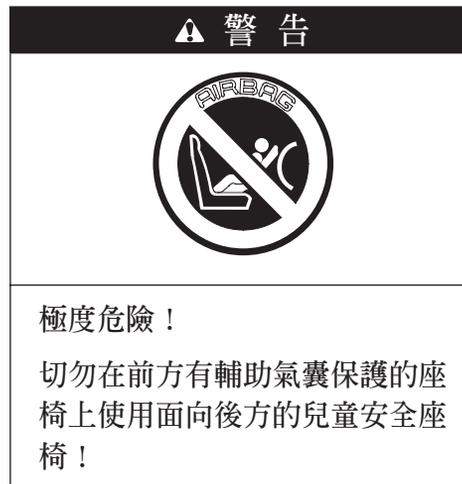 警 告
AIRBAG
極度危險！
切勿在前方有輔助氣囊保護的座
椅上使用面向後方的兒童安全座
椅！